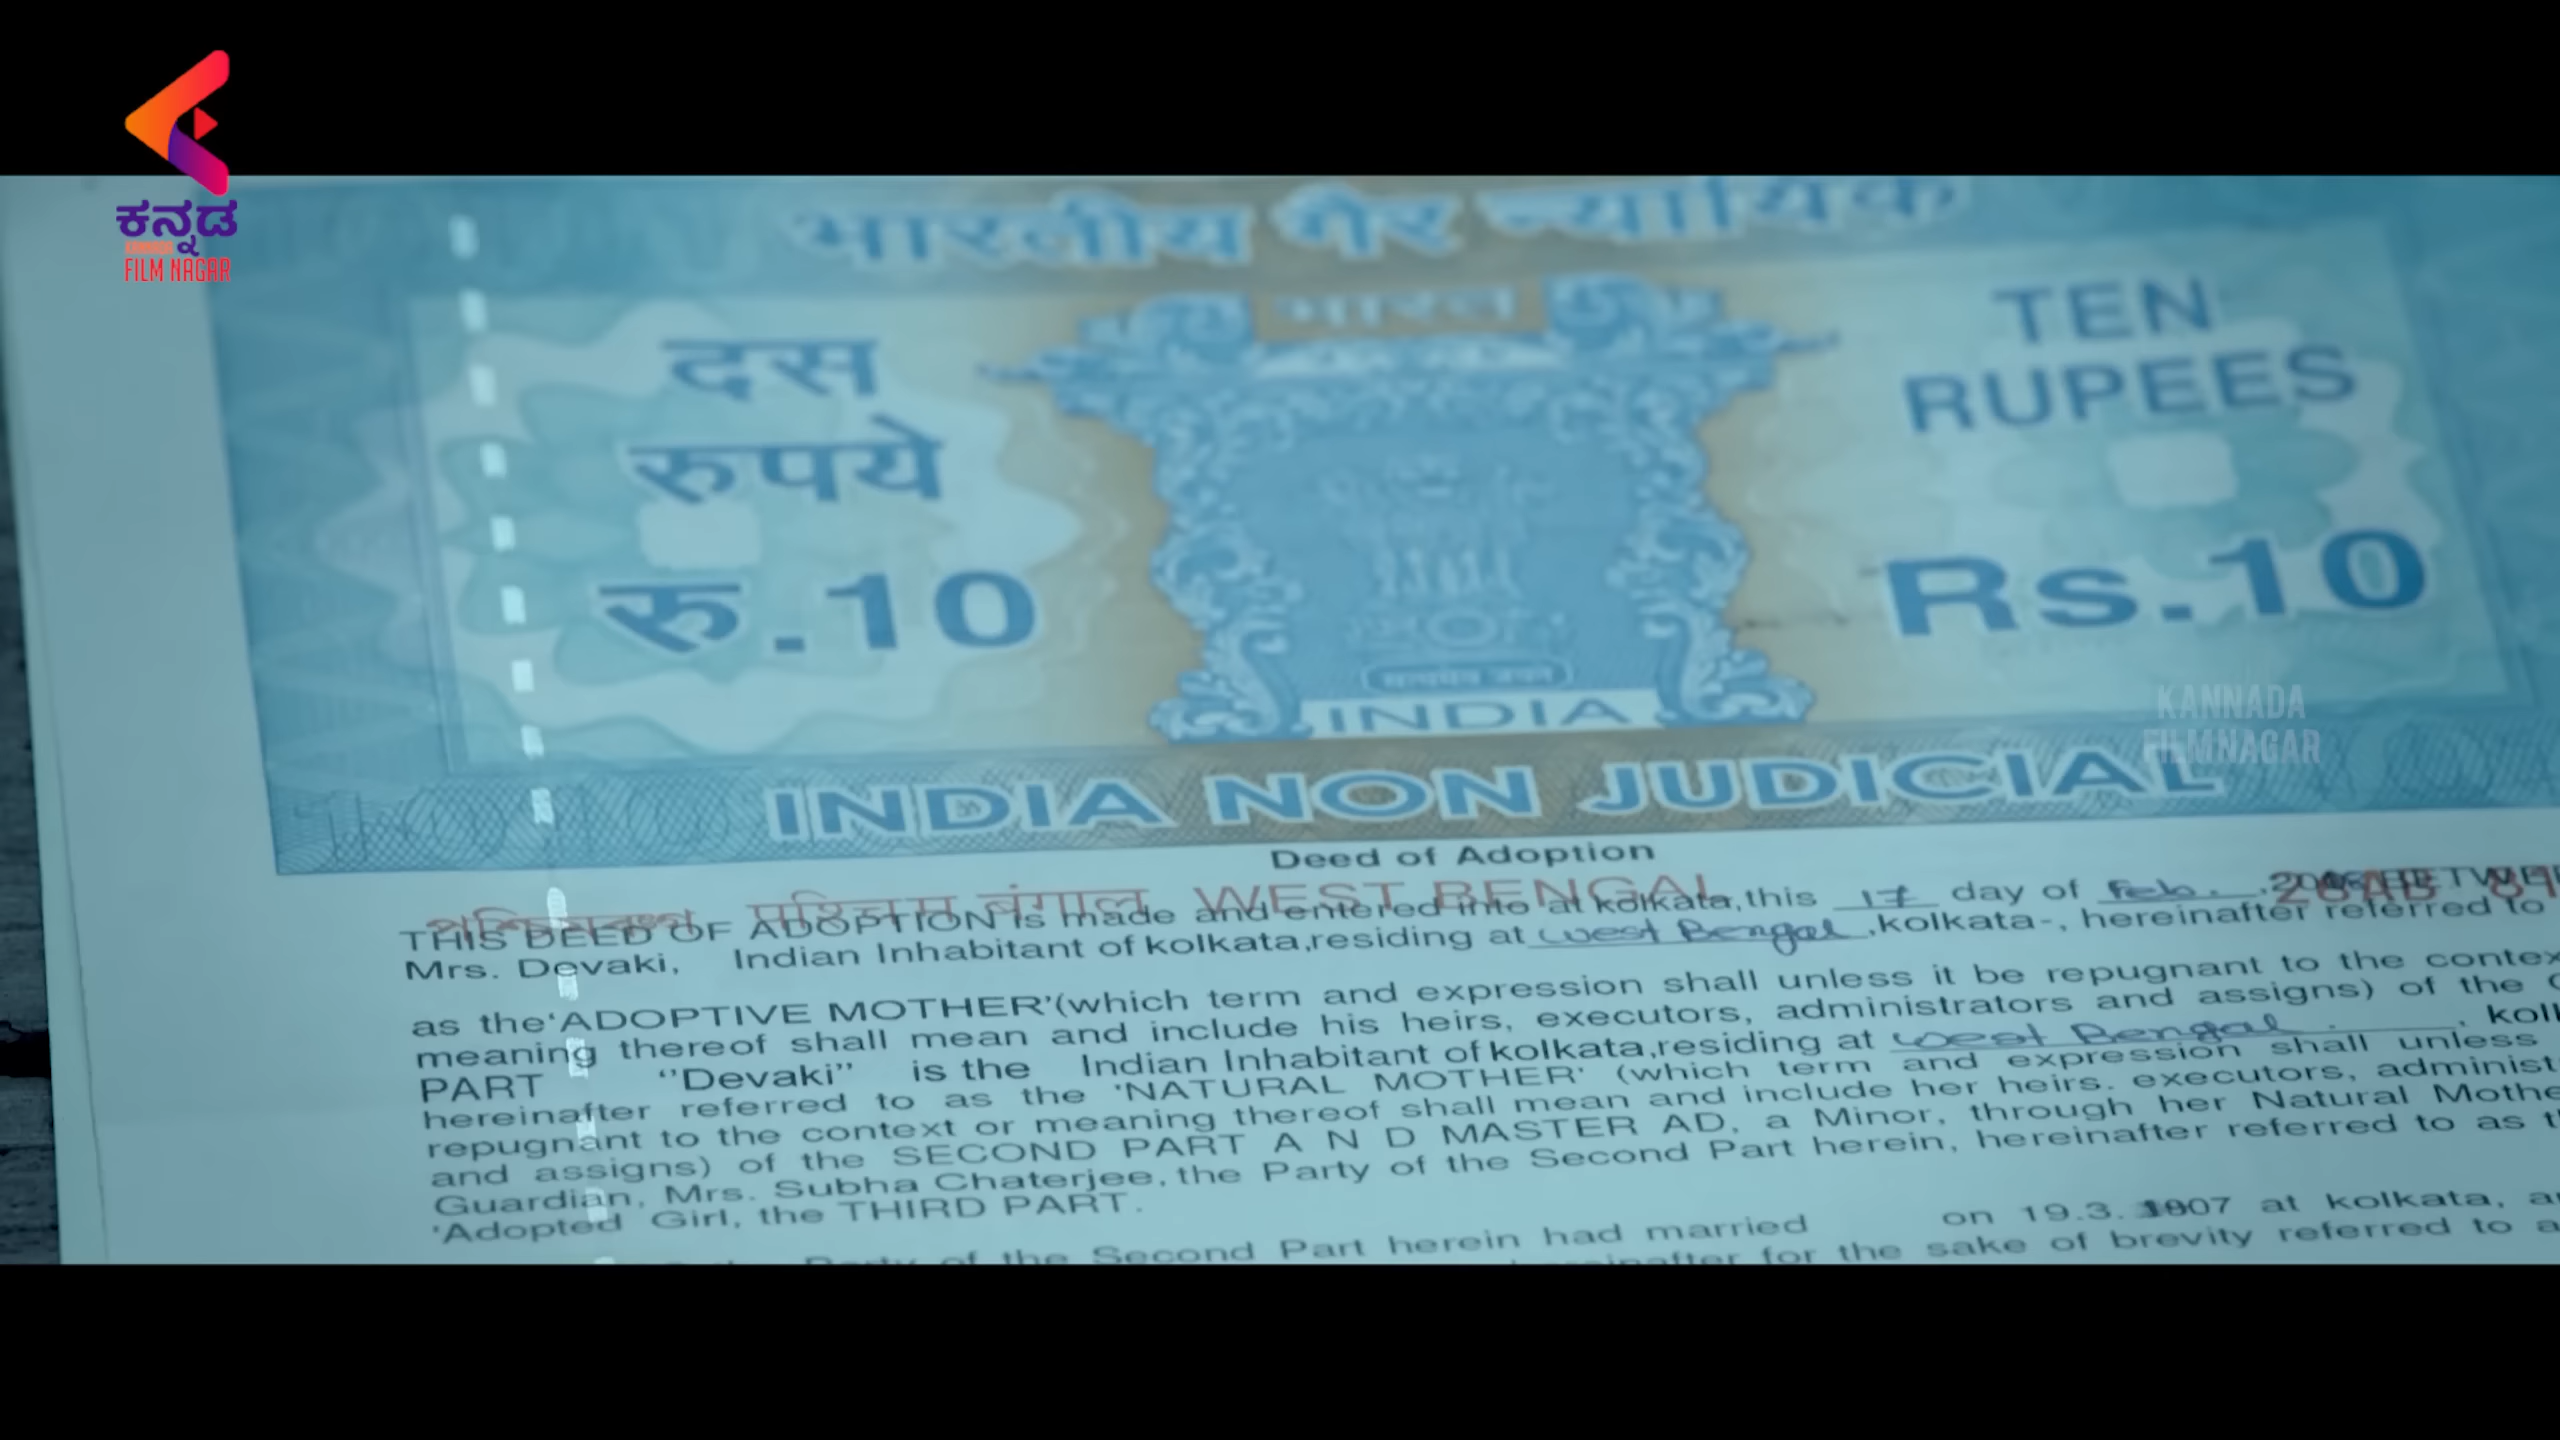 ಕನ್ನಡ
FILM NAGAR
भारतीय गैर न्यायिक
भारत
दस
रुपये
रु.10
TEN
RUPEES
Rs.10
सत्यमेव जयते
INDIA
KANNADA
FILMNAGAR
INDIA NON JUDICIAL
Deed of Adoption
পশ্চিমবঙ্গ पश्चिम बंगाल WEST BENGAL
THIS DEED OF ADOPTION is made and entered into at kolkata,this 17 day of Feb.
Mrs. Devaki, Indian Inhabitant of kolkata,residing at West Bengal ,kolkata-, hereinafter referred to
as the'ADOPTIVE MOTHER'(which term and expression shall unless it be repugnant to the
meaning thereof shall mean and include his heirs, executors, administrators and assigns) of the
PART ''Devaki'' is the Indian Inhabitant of kolkata,residing at West Bengal .
hereinafter referred to as the 'NATURAL MOTHER' (which term and expression shall unless
repugnant to the context or meaning thereof shall mean and include her heirs. executors,
and assigns) of the SECOND PART A N D MASTER AD, a Minor, through her Natural
Guardian, Mrs. Subha Chaterjee, the Party of the Second Part herein, hereinafter referred to as
'Adopted Girl, the THIRD PART.
of the Second Part herein had married on 19.3. at kolkata,
for the sake of brevity referred to